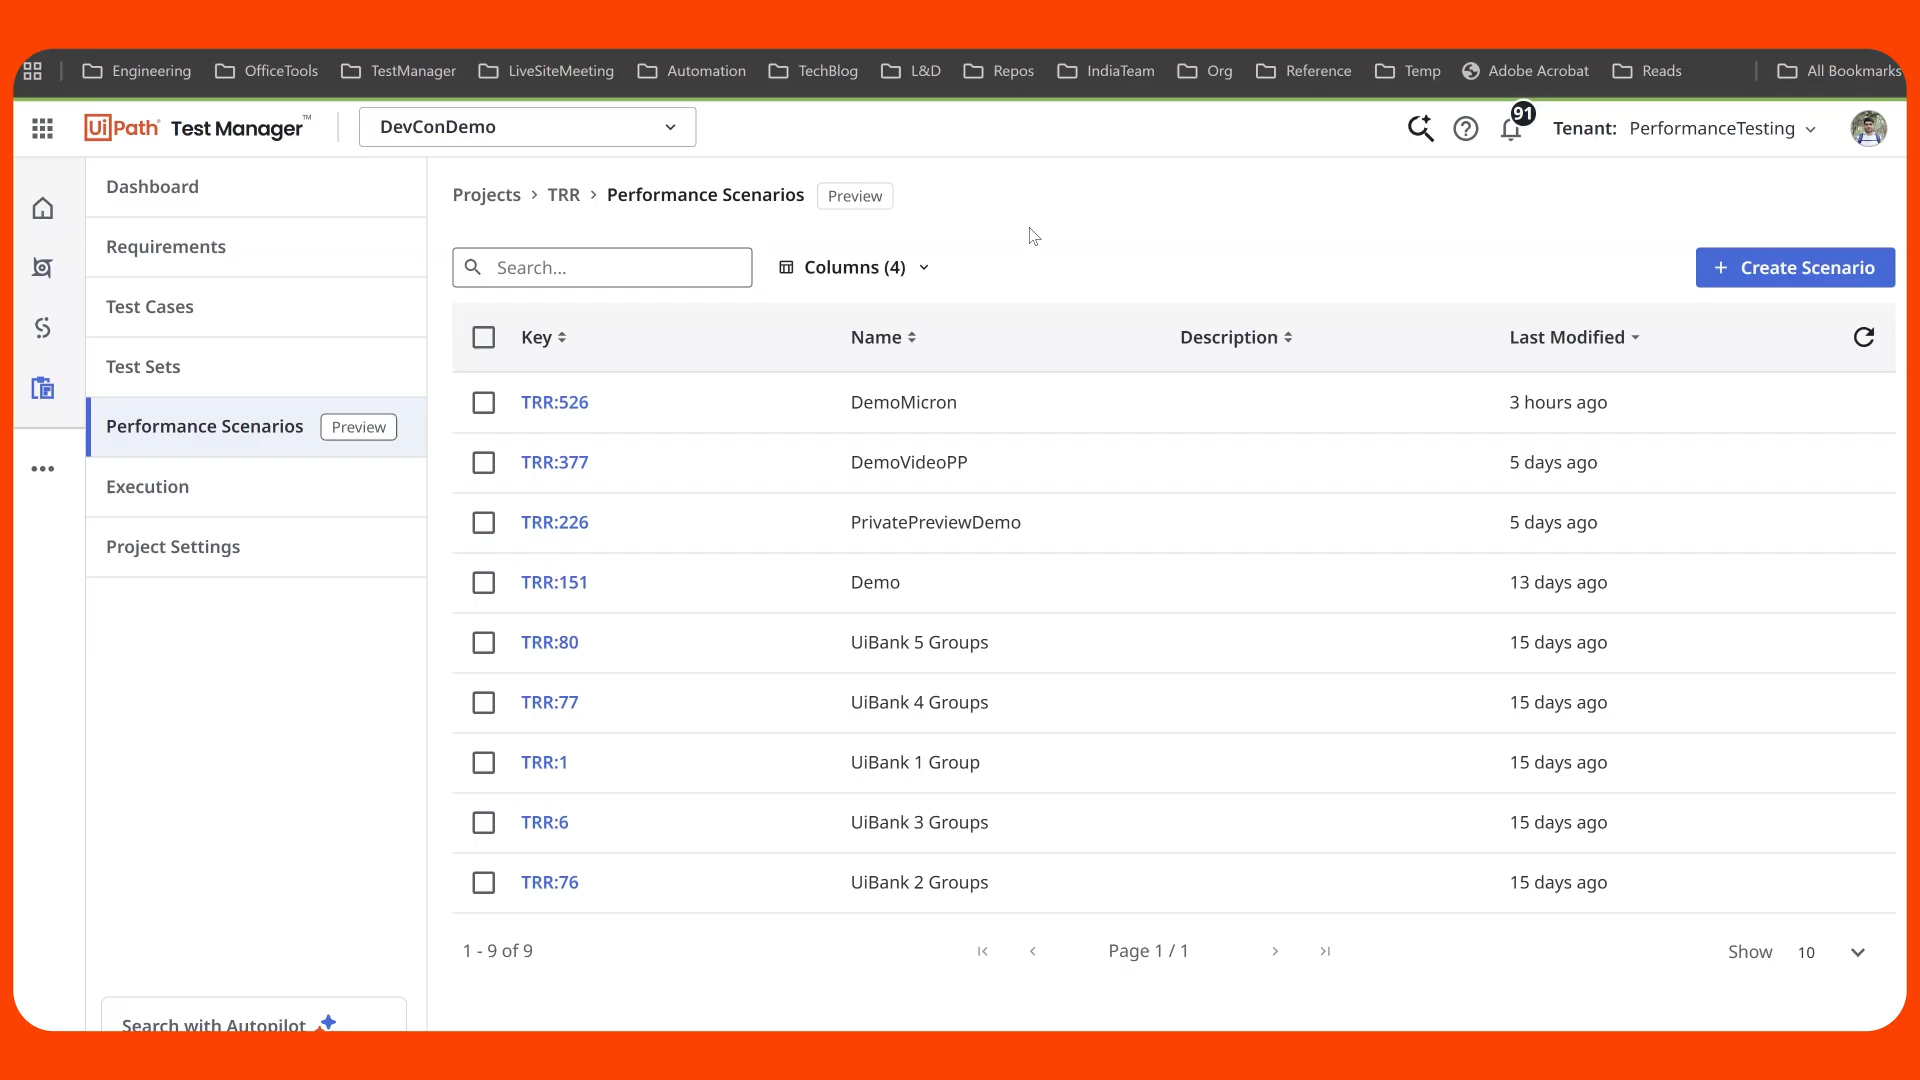 Engineering OfficeTools TestManager LiveSiteMeeting Automation TechBlog L&D Repos IndiaTeam Org Reference Temp Adobe Acrobat Reads All Bookmarks
UiPath Test Manager™ DevConDemo 91 Tenant: PerformanceTesting
Dashboard
Requirements
Test Cases
Test Sets
Performance Scenarios Preview
Execution
Project Settings
Search with Autopilot
Projects > TRR > Performance Scenarios Preview
Search... Columns (4) + Create Scenario
Key Name Description Last Modified
TRR:526 DemoMicron 3 hours ago
TRR:377 DemoVideoPP 5 days ago
TRR:226 PrivatePreviewDemo 5 days ago
TRR:151 Demo 13 days ago
TRR:80 UiBank 5 Groups 15 days ago
TRR:77 UiBank 4 Groups 15 days ago
TRR:1 UiBank 1 Group 15 days ago
TRR:6 UiBank 3 Groups 15 days ago
TRR:76 UiBank 2 Groups 15 days ago
1 - 9 of 9 Page 1 / 1 Show 10